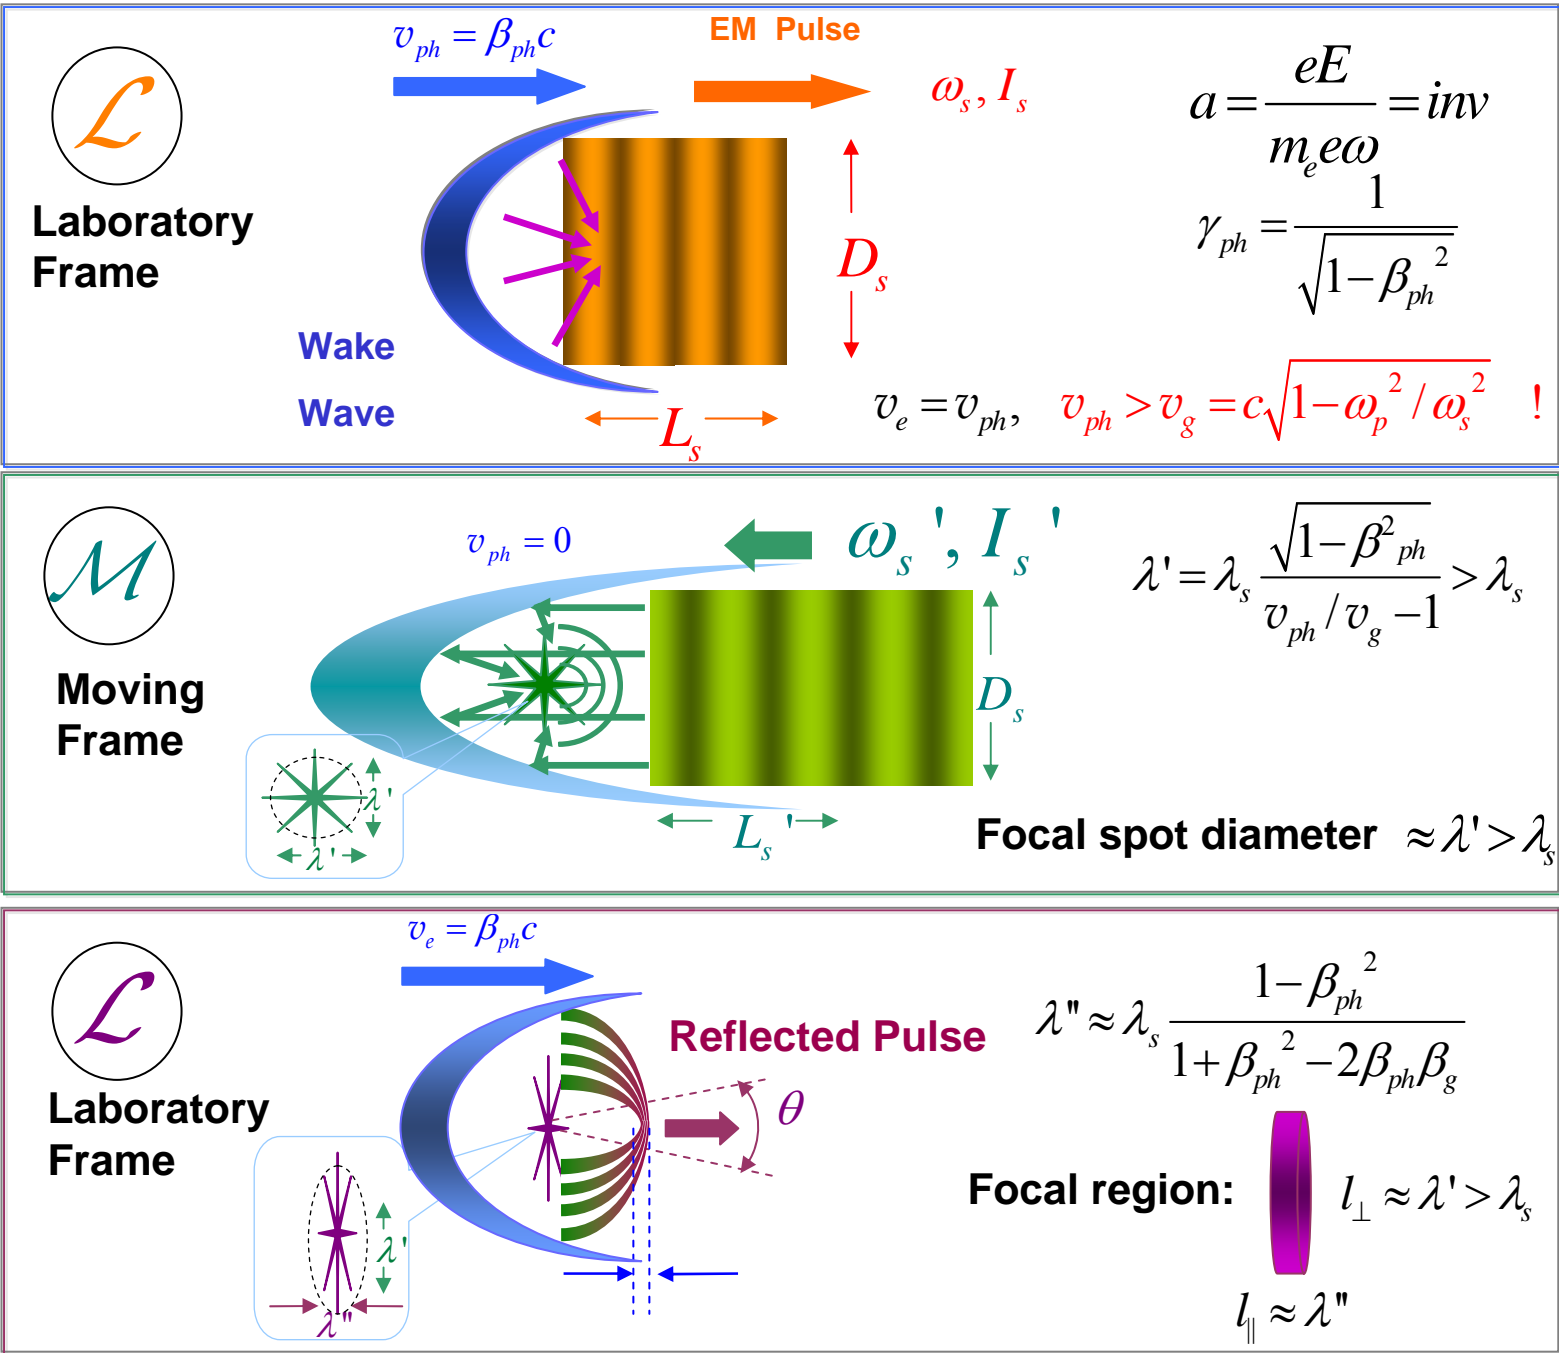 v_ph = β_ph c
EM Pulse
ℒ
ω_s, I_s
a = eE / m_e eω = inv
Laboratory
Frame
γ_ph = 1 / √(1 − β_ph²)
D_s
Wake
Wave
L_s
v_e = v_ph, v_ph > v_g = c√(1 − ω_p² / ω_s²) !
ℳ
v_ph = 0
ω_s', I_s'
λ' = λ_s √(1 − β²_ph) / (v_ph / v_g − 1) > λ_s
Moving
Frame
D_s
λ'
λ'
L_s'
Focal spot diameter ≈ λ' > λ_s
v_e = β_ph c
ℒ
Reflected Pulse
λ" ≈ λ_s (1 − β_ph²) / (1 + β_ph² − 2β_ph β_g)
θ
Laboratory
Frame
Focal region:
l_⊥ ≈ λ' > λ_s
λ'
λ"
l_∥ ≈ λ"